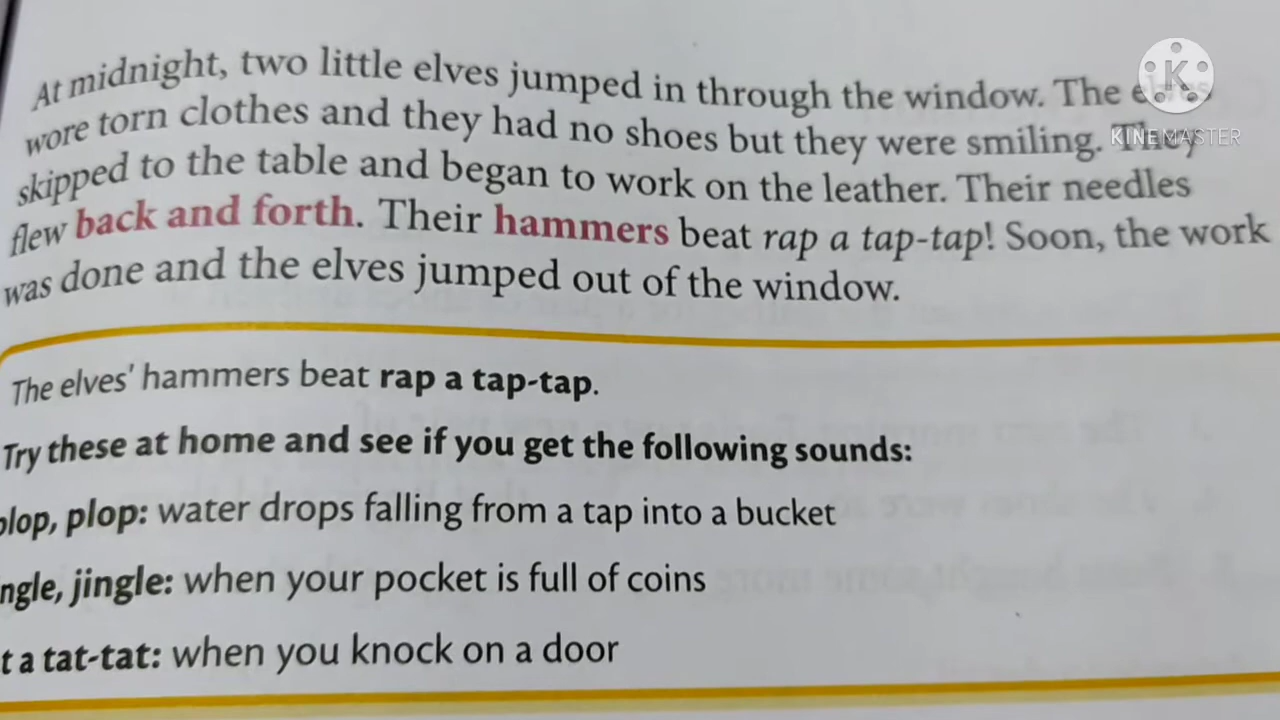 At midnight, two little elves jumped in through the window. The elves
wore torn clothes and they had no shoes but they were smiling. They
skipped to the table and began to work on the leather. Their needles
flew back and forth. Their hammers beat rap a tap-tap! Soon, the work
was done and the elves jumped out of the window.
The elves' hammers beat rap a tap-tap.
Try these at home and see if you get the following sounds:
plop, plop: water drops falling from a tap into a bucket
ngle, jingle: when your pocket is full of coins
t a tat-tat: when you knock on a door
K
KINEMASTER